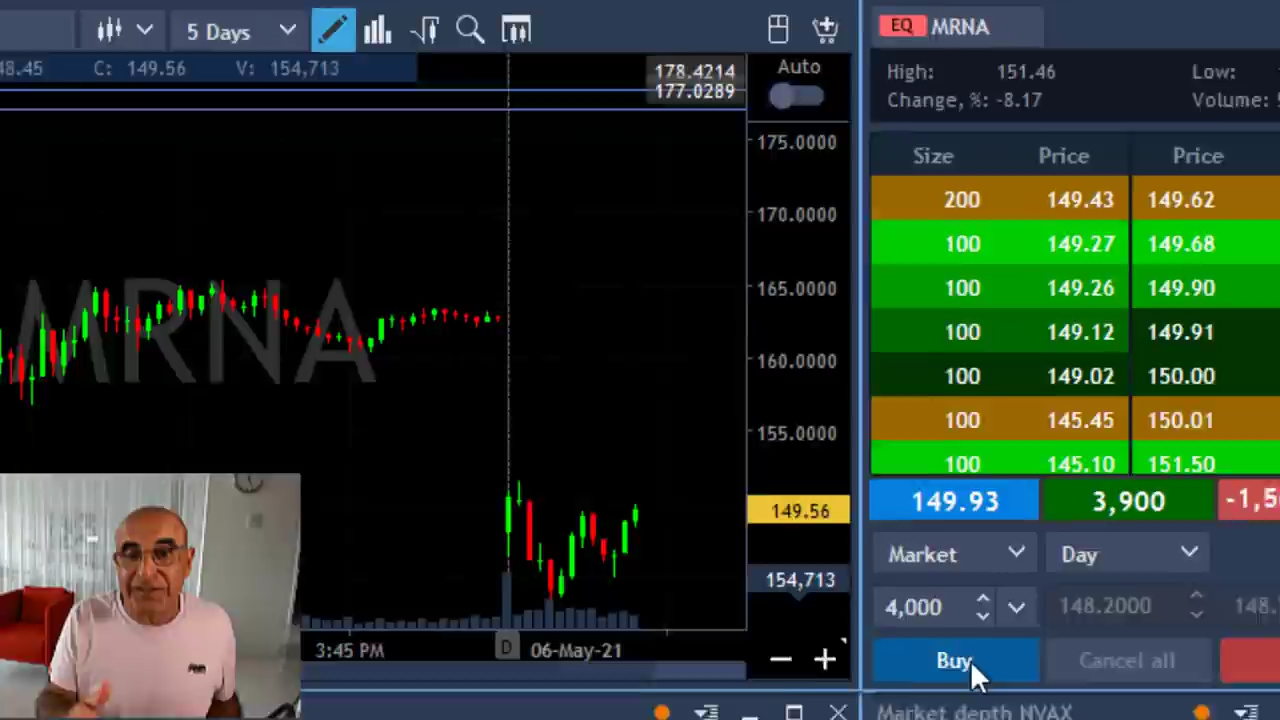 5 Days
EQ MRNA
48.45 C: 149.56 V: 154,713
178.4214
177.0289
Auto
High: 151.46 Low:
Change, %: -8.17 Volume:
175.0000
170.0000
165.0000
160.0000
155.0000
149.56
154,713
MRNA
Size Price Price
200 149.43 149.62
100 149.27 149.68
100 149.26 149.90
100 149.12 149.91
100 149.02 150.00
100 145.45 150.01
100 145.10 151.50
149.93 3,900 -1,5
Market Day
4,000 148.2000 148.
Buy Cancel all
3:45 PM D 06-May-21
Market depth NVAX